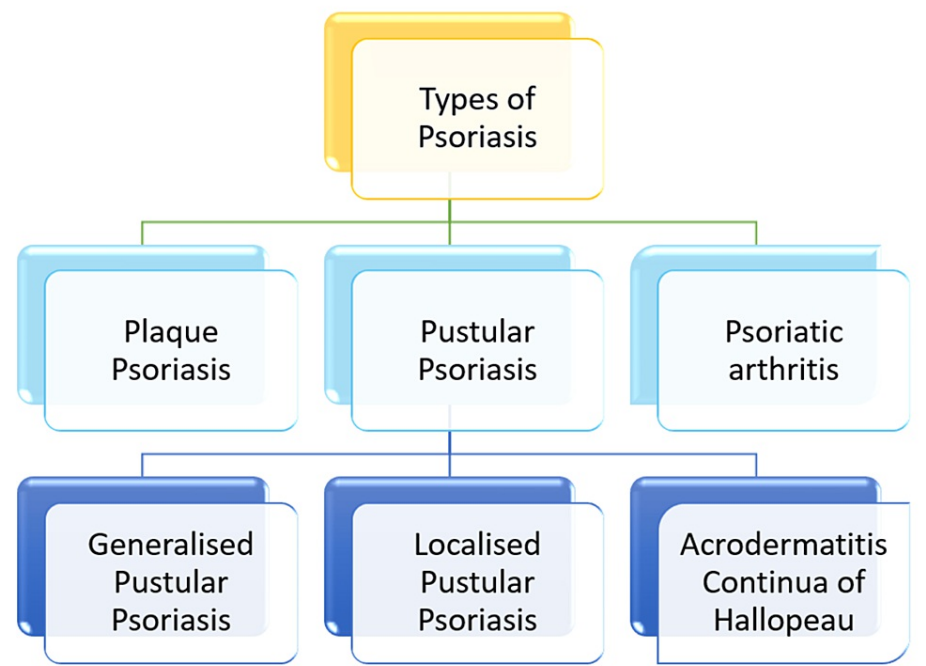 Types of
Psoriasis
Plaque
Psoriasis
Pustular
Psoriasis
Psoriatic
arthritis
Generalised
Pustular
Psoriasis
Localised
Pustular
Psoriasis
Acrodermatitis
Continua of
Hallopeau